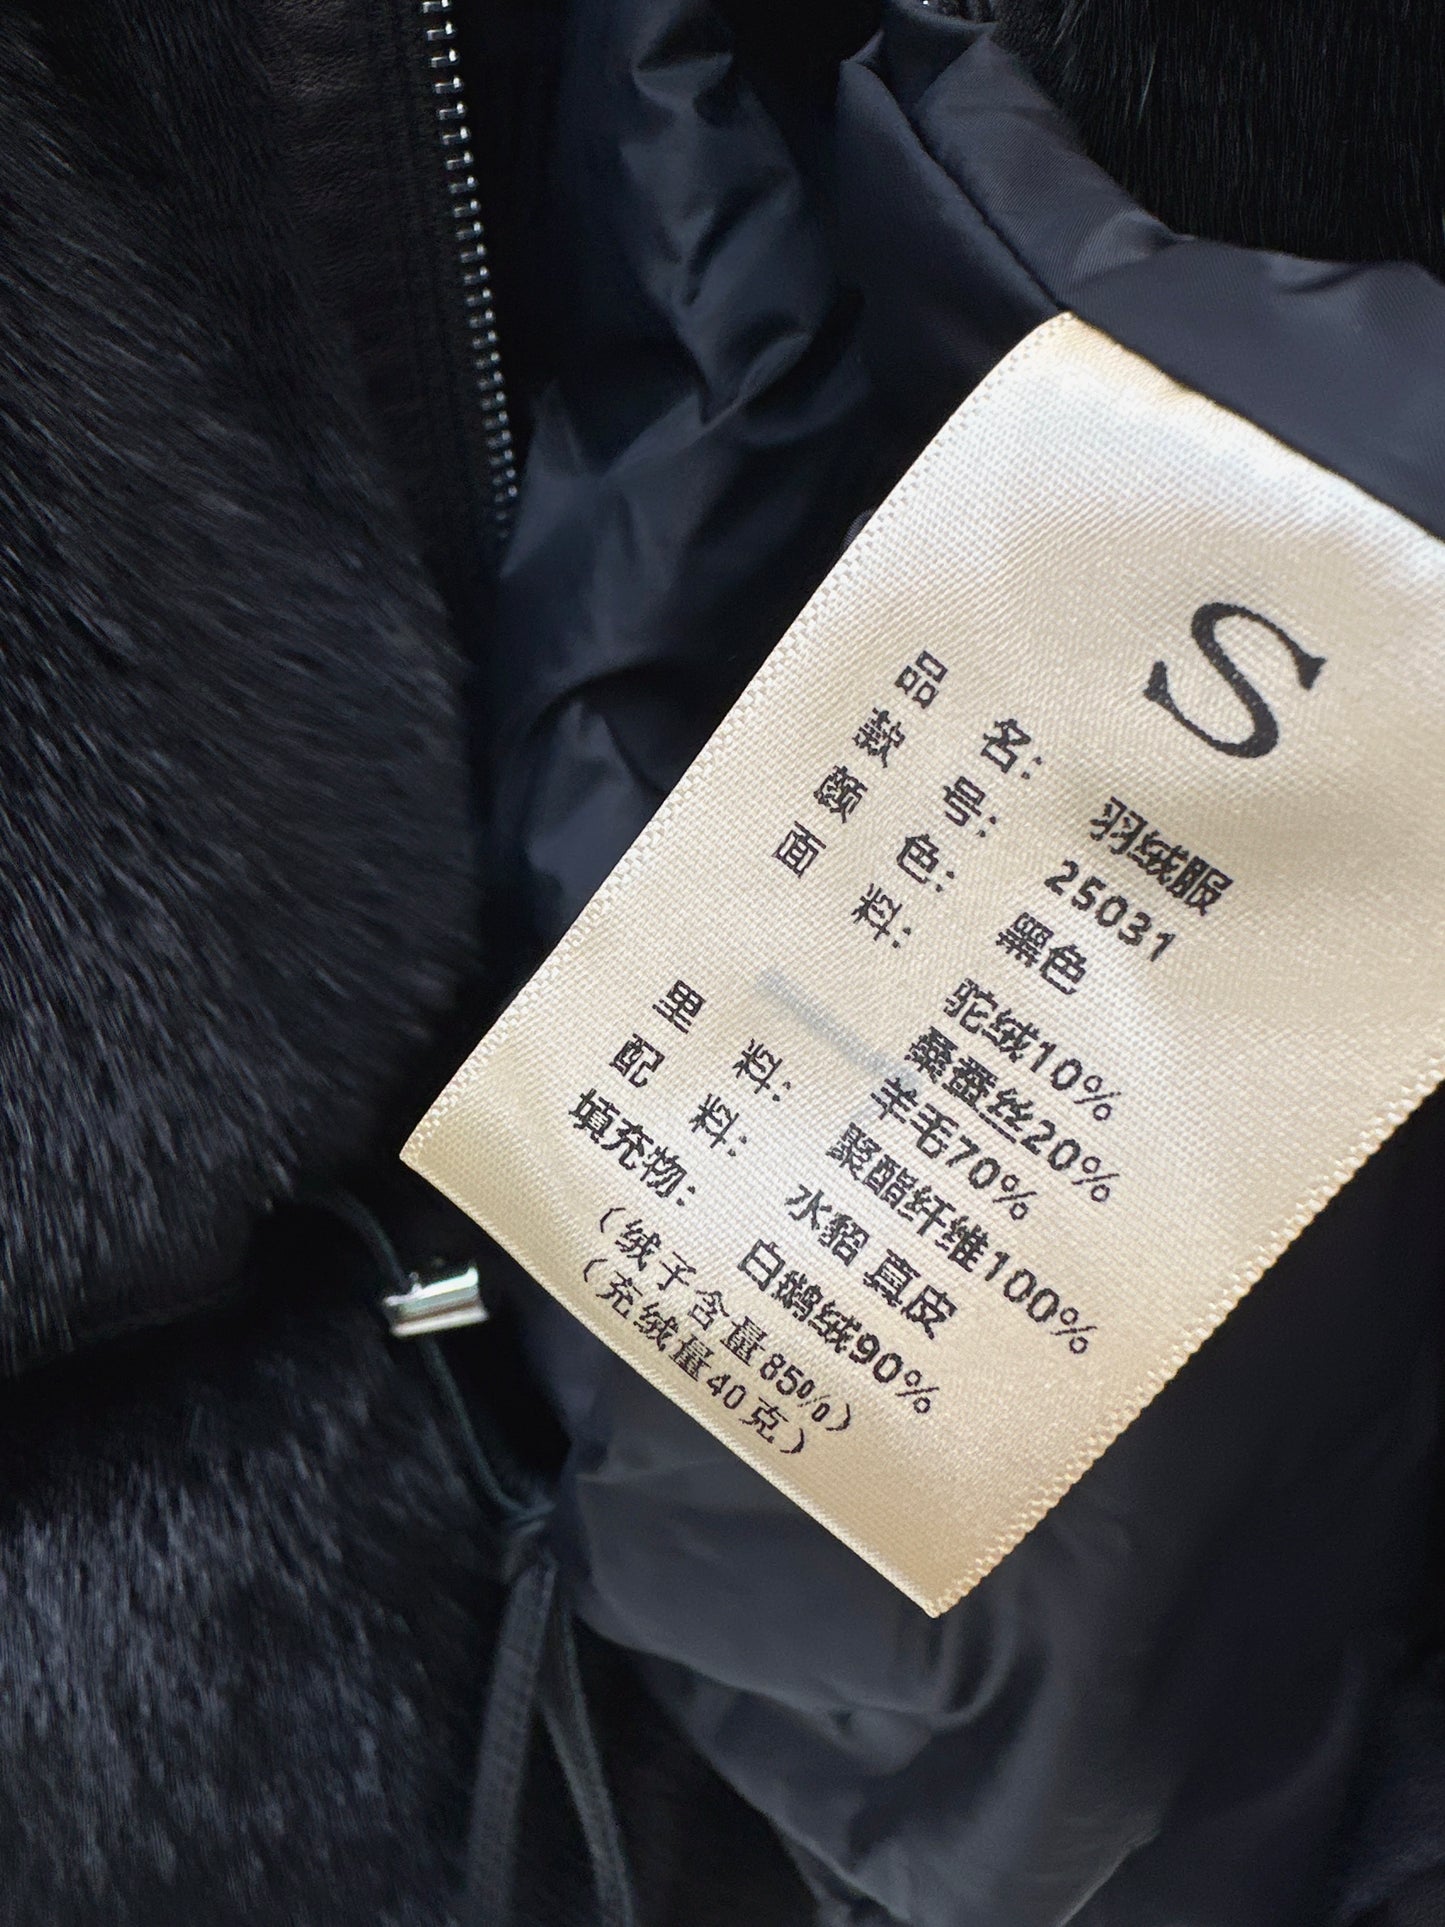 S
品 名: 羽绒服
款 号: 25031
颜 色: 黑色
面 料: 驼绒10%
桑蚕丝20%
羊毛70%
里 料: 聚酯纤维100%
配 料: 水貂 真皮
填充物: 白鹅绒90%
(绒子含量85%)
(充绒量40克)